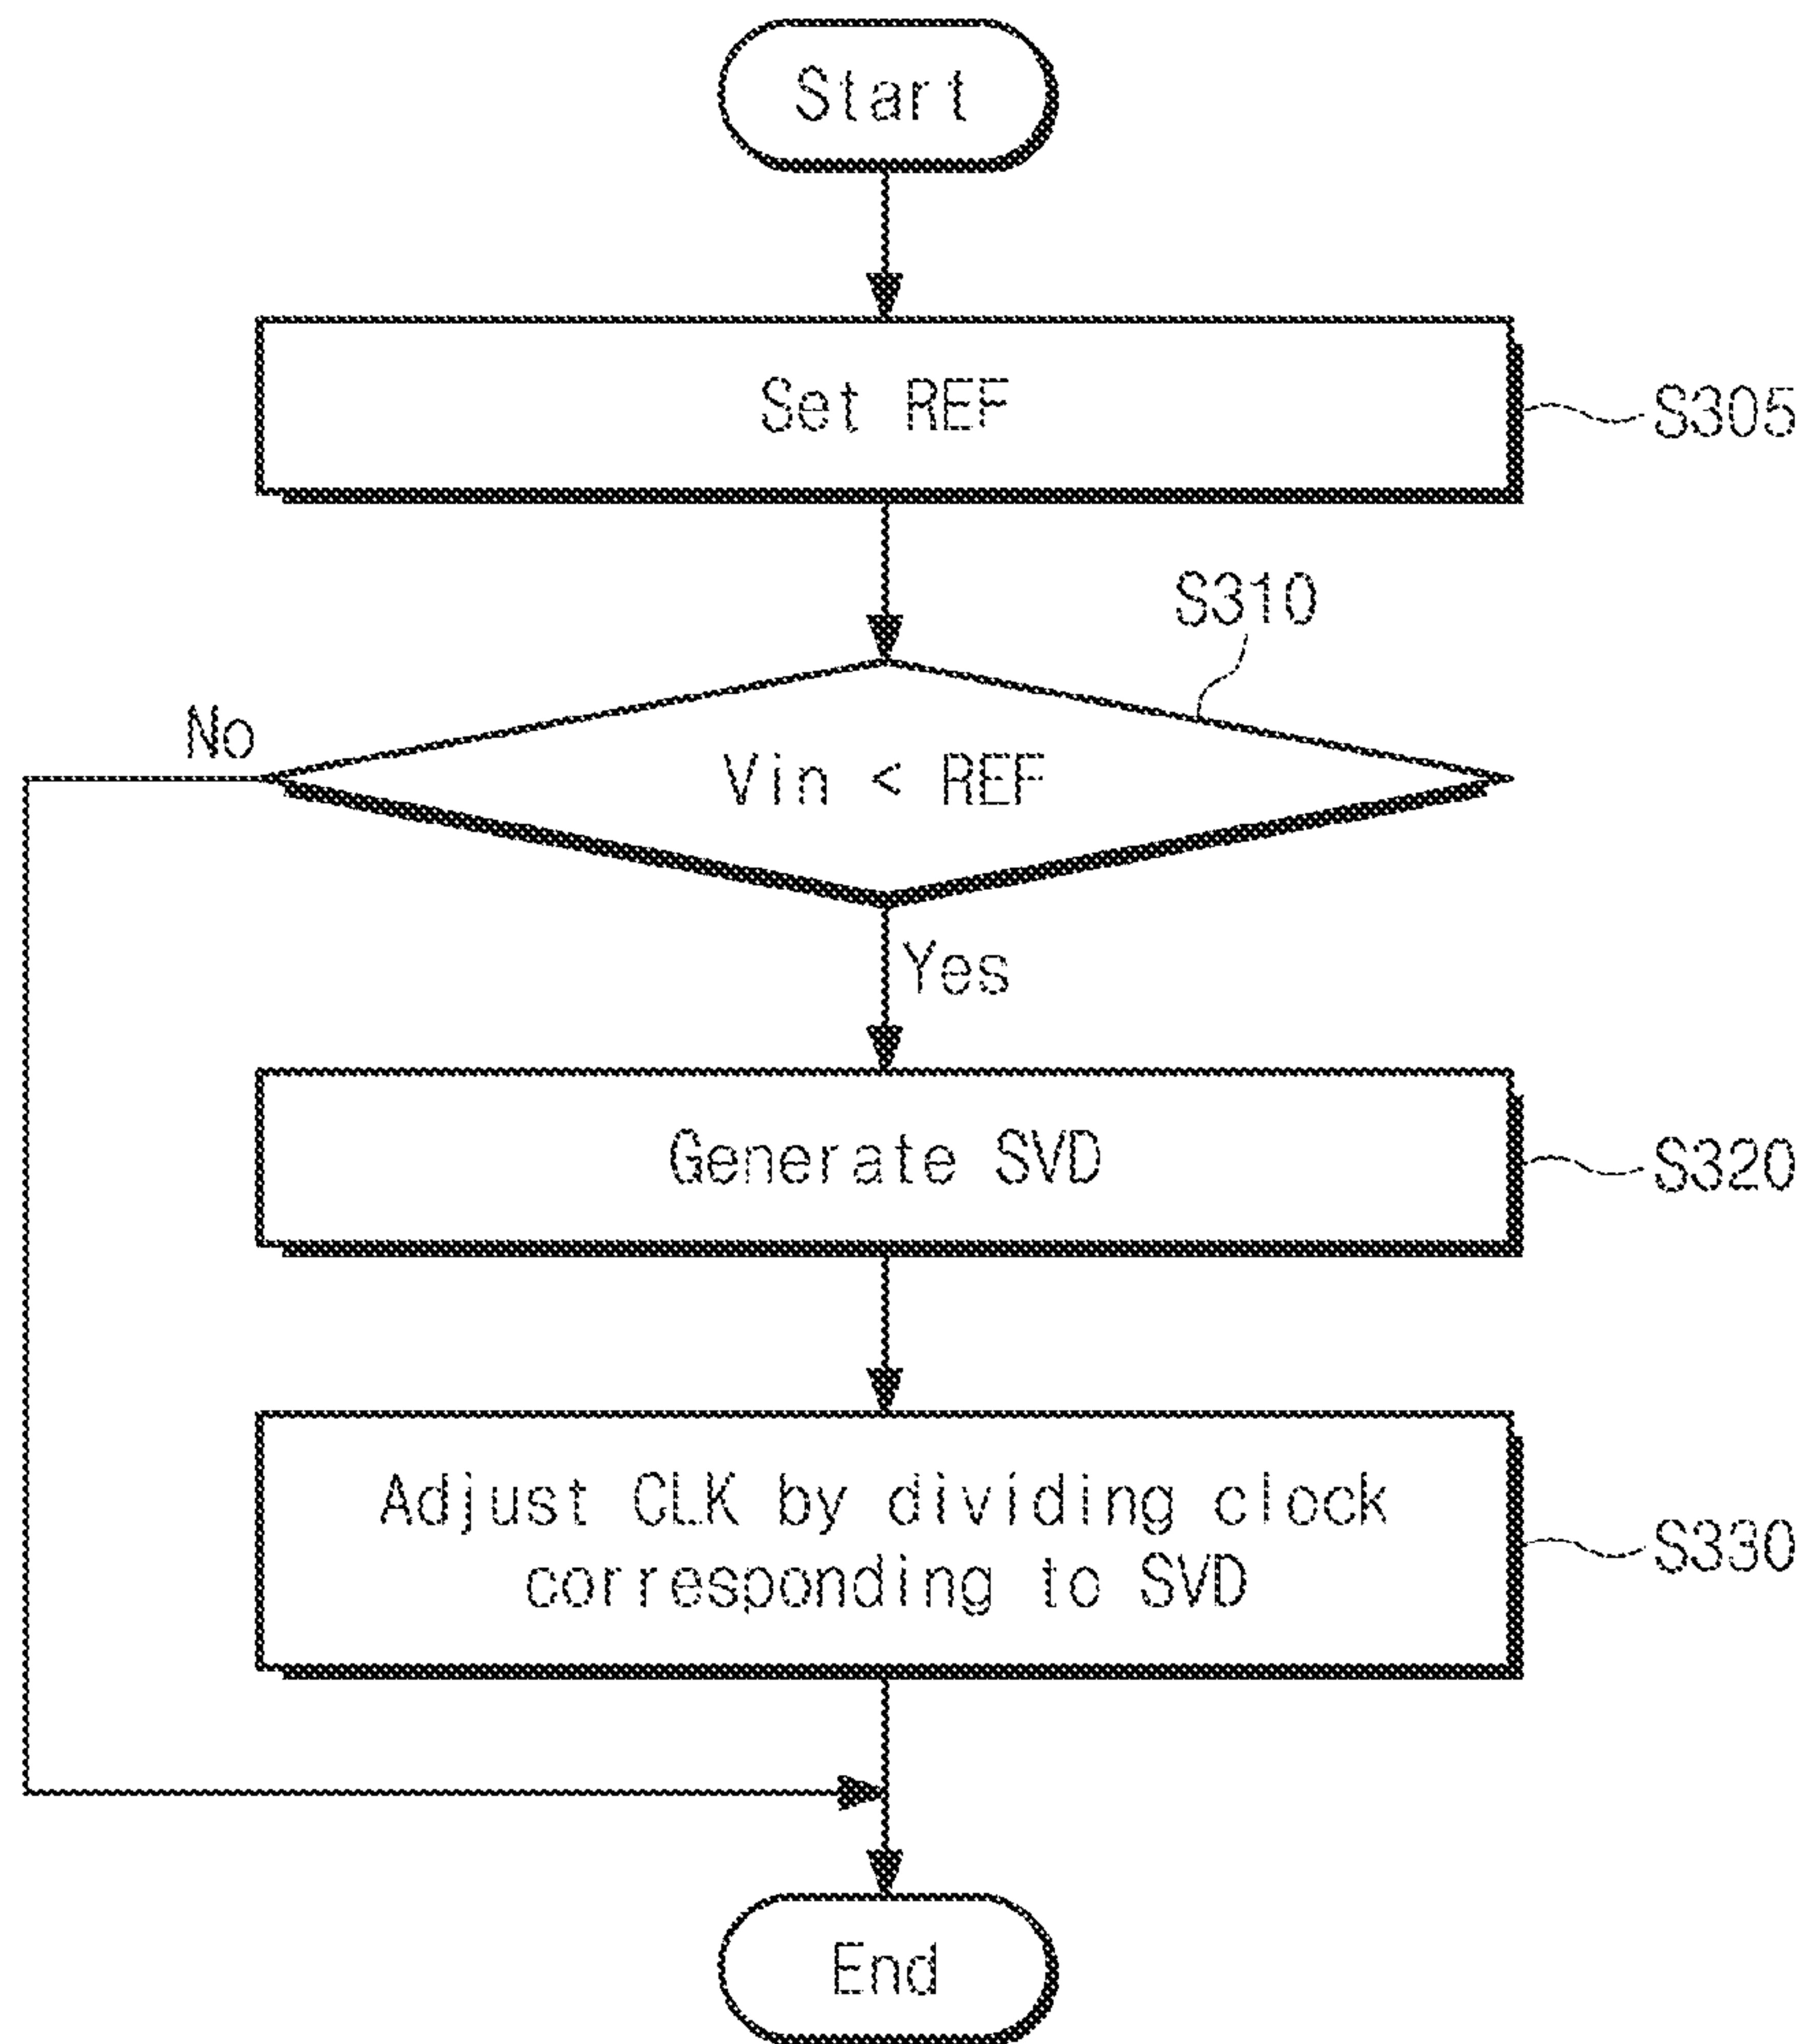 Start
Set REF
S305
S310
No
Vin < REF
Yes
Generate SVD
S320
Adjust CLK by dividing clock
corresponding to SVD
S330
End